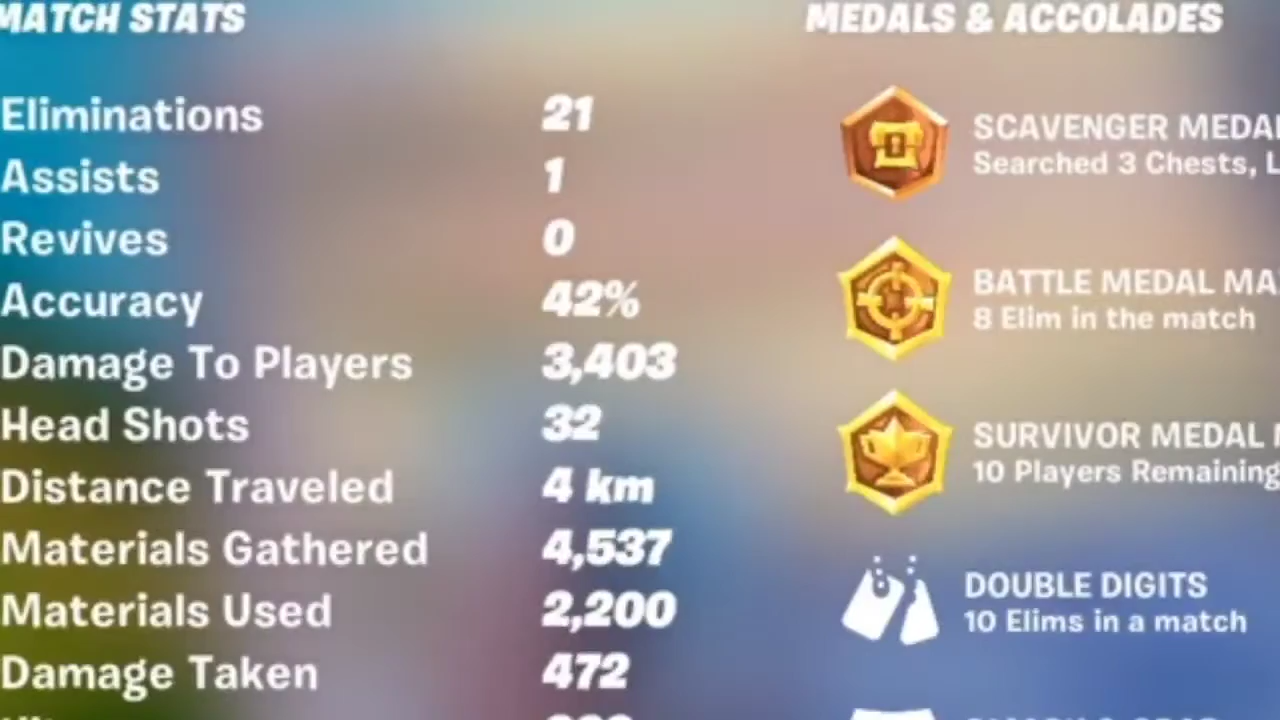 MATCH STATS
Eliminations 21
Assists 1
Revives 0
Accuracy 42%
Damage To Players 3,403
Head Shots 32
Distance Traveled 4 km
Materials Gathered 4,537
Materials Used 2,200
Damage Taken 472
MEDALS & ACCOLADES
SCAVENGER MEDA
Searched 3 Chests, L
BATTLE MEDAL MA
8 Elim in the match
SURVIVOR MEDAL
10 Players Remaining
DOUBLE DIGITS
10 Elims in a match